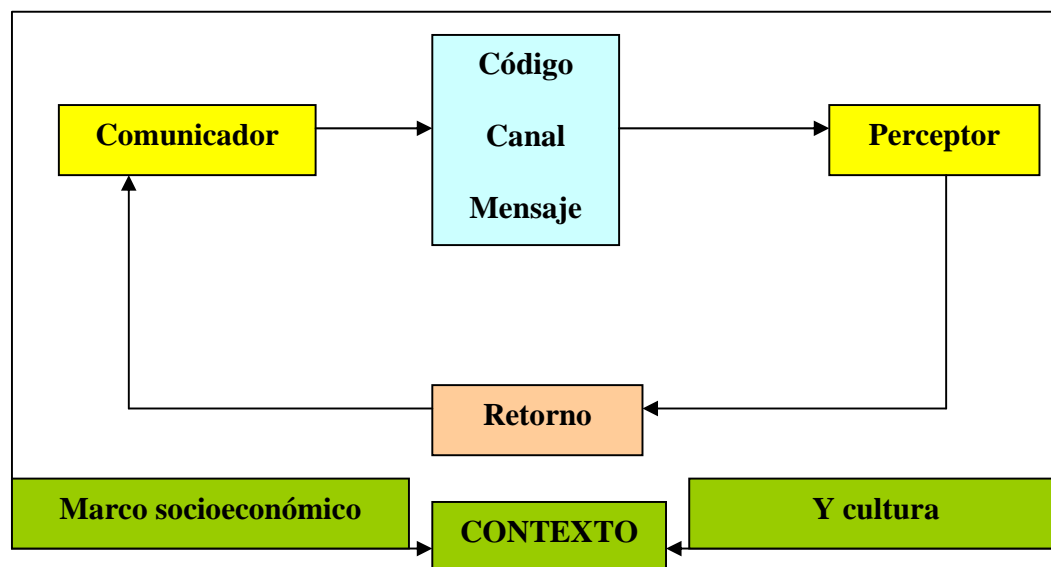 Código
Canal
Mensaje
Comunicador
Perceptor
Retorno
Marco socioeconómico
CONTEXTO
Y cultura